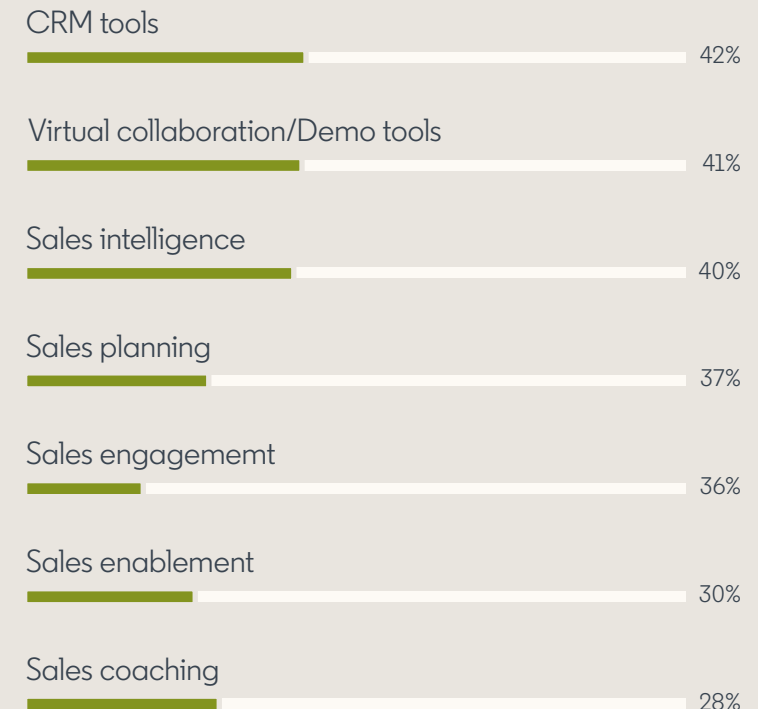 CRM tools
42%
Virtual collaboration/Demo tools
41%
Sales intelligence
40%
Sales planning
37%
Sales engagememt
36%
Sales enablement
30%
Sales coaching
28%